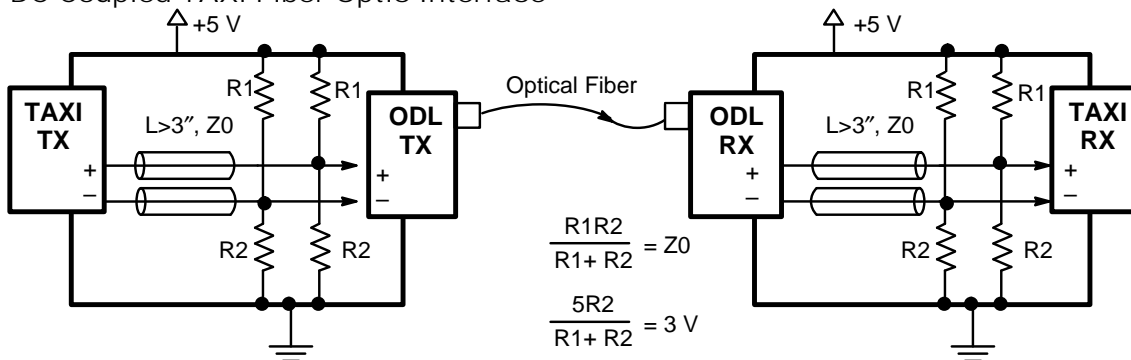 DC Coupled TAXI Fiber Optic Interface
+5 V
R1
R1
TAXI
TX
L>3″, Z0
+
–
ODL
TX
+
–
R2
R2
Optical Fiber
R1R2
R1+ R2
= Z0
5R2
R1+ R2
= 3 V
+5 V
R1
R1
ODL
RX
L>3″, Z0
+
–
TAXI
RX
+
–
R2
R2